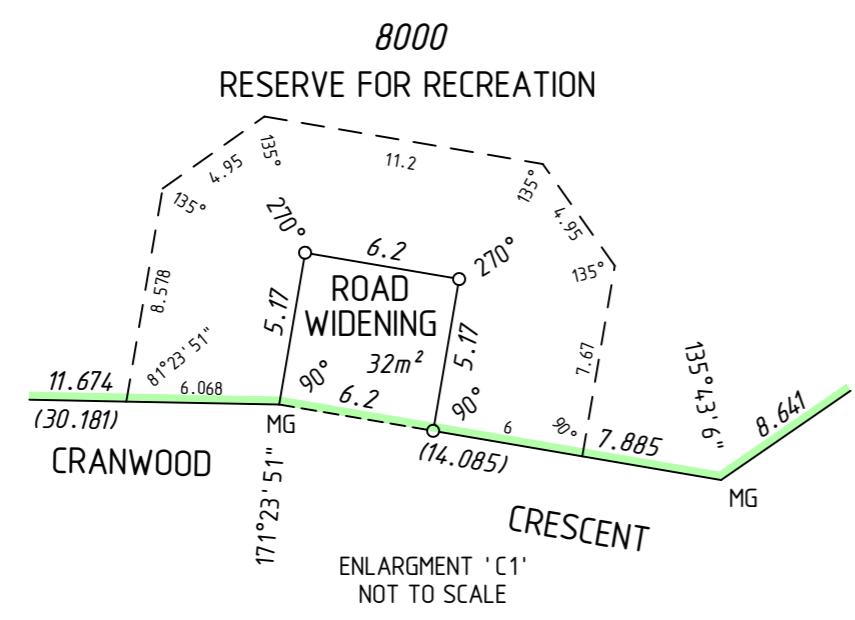 8000
RESERVE FOR RECREATION
135°
4.95
11.2
135°
135°
4.95
135°
270°
6.2
270°
8.578
ROAD
WIDENING
5.17
5.17
32m²
7.67
135°43'6"
81°23'51"
90°
90°
11.674
6.068
6.2
6
90°
7.885
8.641
(30.181)
MG
(14.085)
CRANWOOD
171°23'51"
MG
CRESCENT
ENLARGMENT 'C1'
NOT TO SCALE